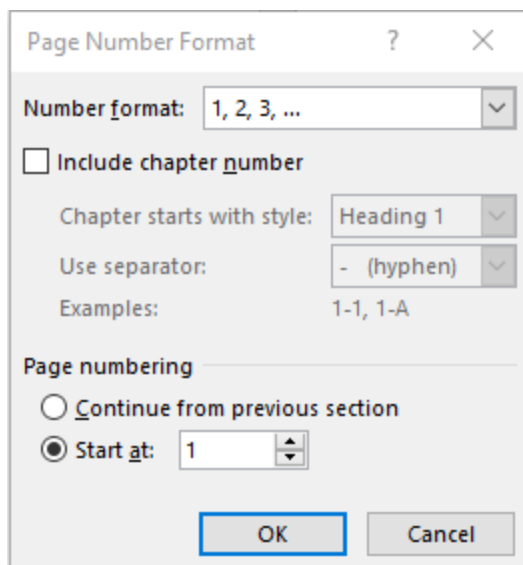 Page Number Format ?
Number format: 1, 2, 3, ...
Include chapter number
Chapter starts with style: Heading 1
Use separator: - (hyphen)
Examples: 1-1, 1-A
Page numbering
Continue from previous section
Start at: 1
OK Cancel